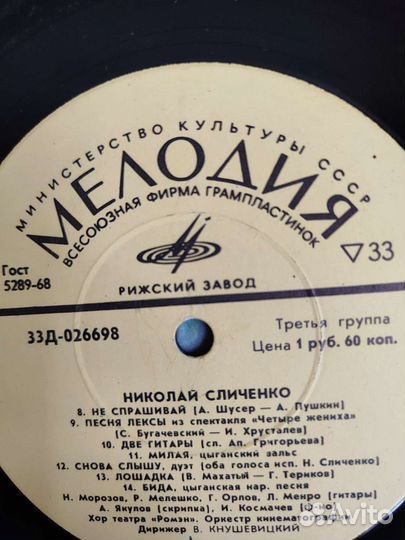 МИНИСТЕРСТВО КУЛЬТУРЫ СССР
МЕЛОДИЯ
ВСЕСОЮЗНАЯ ФИРМА ГРАМПЛАСТИНОК
▽33
Гост
5289-68
РИЖСКИЙ ЗАВОД
33Д-026698
Третья группа
Цена 1 руб. 60 коп.
НИКОЛАЙ СЛИЧЕНКО
8. НЕ СПРАШИВАЙ [А. Шусер — А. Пушкин]
9. ПЕСНЯ ЛЕКСЫ из спектакля «Четыре жениха»
(С. Бугачевский — И. Хрусталев)
10. ДВЕ ГИТАРЫ (сл. Ап. Григорьева)
11. МИЛАЯ, цыганский вальс
12. СНОВА СЛЫШУ, дуэт (оба голоса исп. Н. Сличенко)
13. ЛОШАДКА (В. Махатый — Г. Териков)
14. БИДА, цыганская нар. песня
Н. Морозов, Р. Мелешко, Г. Орлов, Л. Менро (гитары)
А. Якулов (скрипка), И. Космачев (ф-но)
Хор театра «Ромэн». Оркестр кинематографии
Дирижер В. КНУШЕВИЦКИЙ
Avito